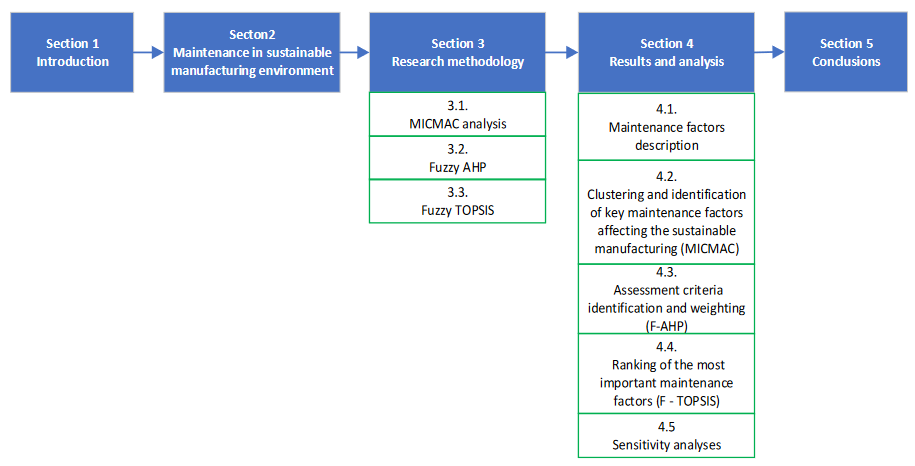 Section 1
Introduction
Secton2
Maintenance in sustainable
manufacturing environment
Section 3
Research methodology
Section 4
Results and analysis
Section 5
Conclusions
3.1.
MICMAC analysis
3.2.
Fuzzy AHP
3.3.
Fuzzy TOPSIS
4.1.
Maintenance factors
description
4.2.
Clustering and identification
of key maintenance factors
affecting the sustainable
manufacturing (MICMAC)
4.3.
Assessment criteria
identification and weighting
(F-AHP)
4.4.
Ranking of the most
important maintenance
factors (F - TOPSIS)
4.5
Sensitivity analyses